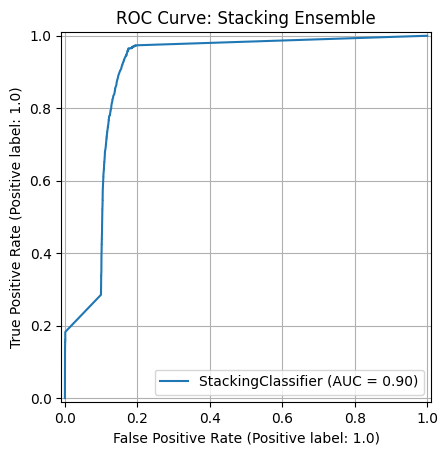 ROC Curve: Stacking Ensemble
True Positive Rate (Positive label: 1.0)
1.0
0.8
0.6
0.4
0.2
0.0
StackingClassifier (AUC = 0.90)
0.0 0.2 0.4 0.6 0.8 1.0
False Positive Rate (Positive label: 1.0)